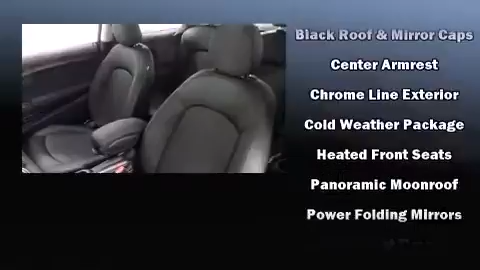 Black Roof & Mirror Caps
Center Armrest
Chrome Line Exterior
Cold Weather Package
Heated Front Seats
Panoramic Moonroof
Power Folding Mirrors